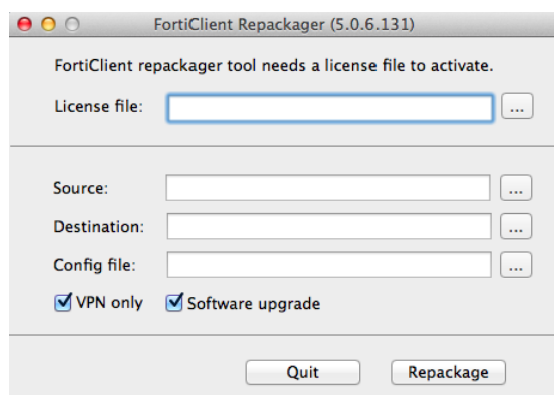 FortiClient Repackager (5.0.6.131)
FortiClient repackager tool needs a license file to activate.
License file: ...
Source: ...
Destination: ...
Config file: ...
VPN only Software upgrade
Quit Repackage